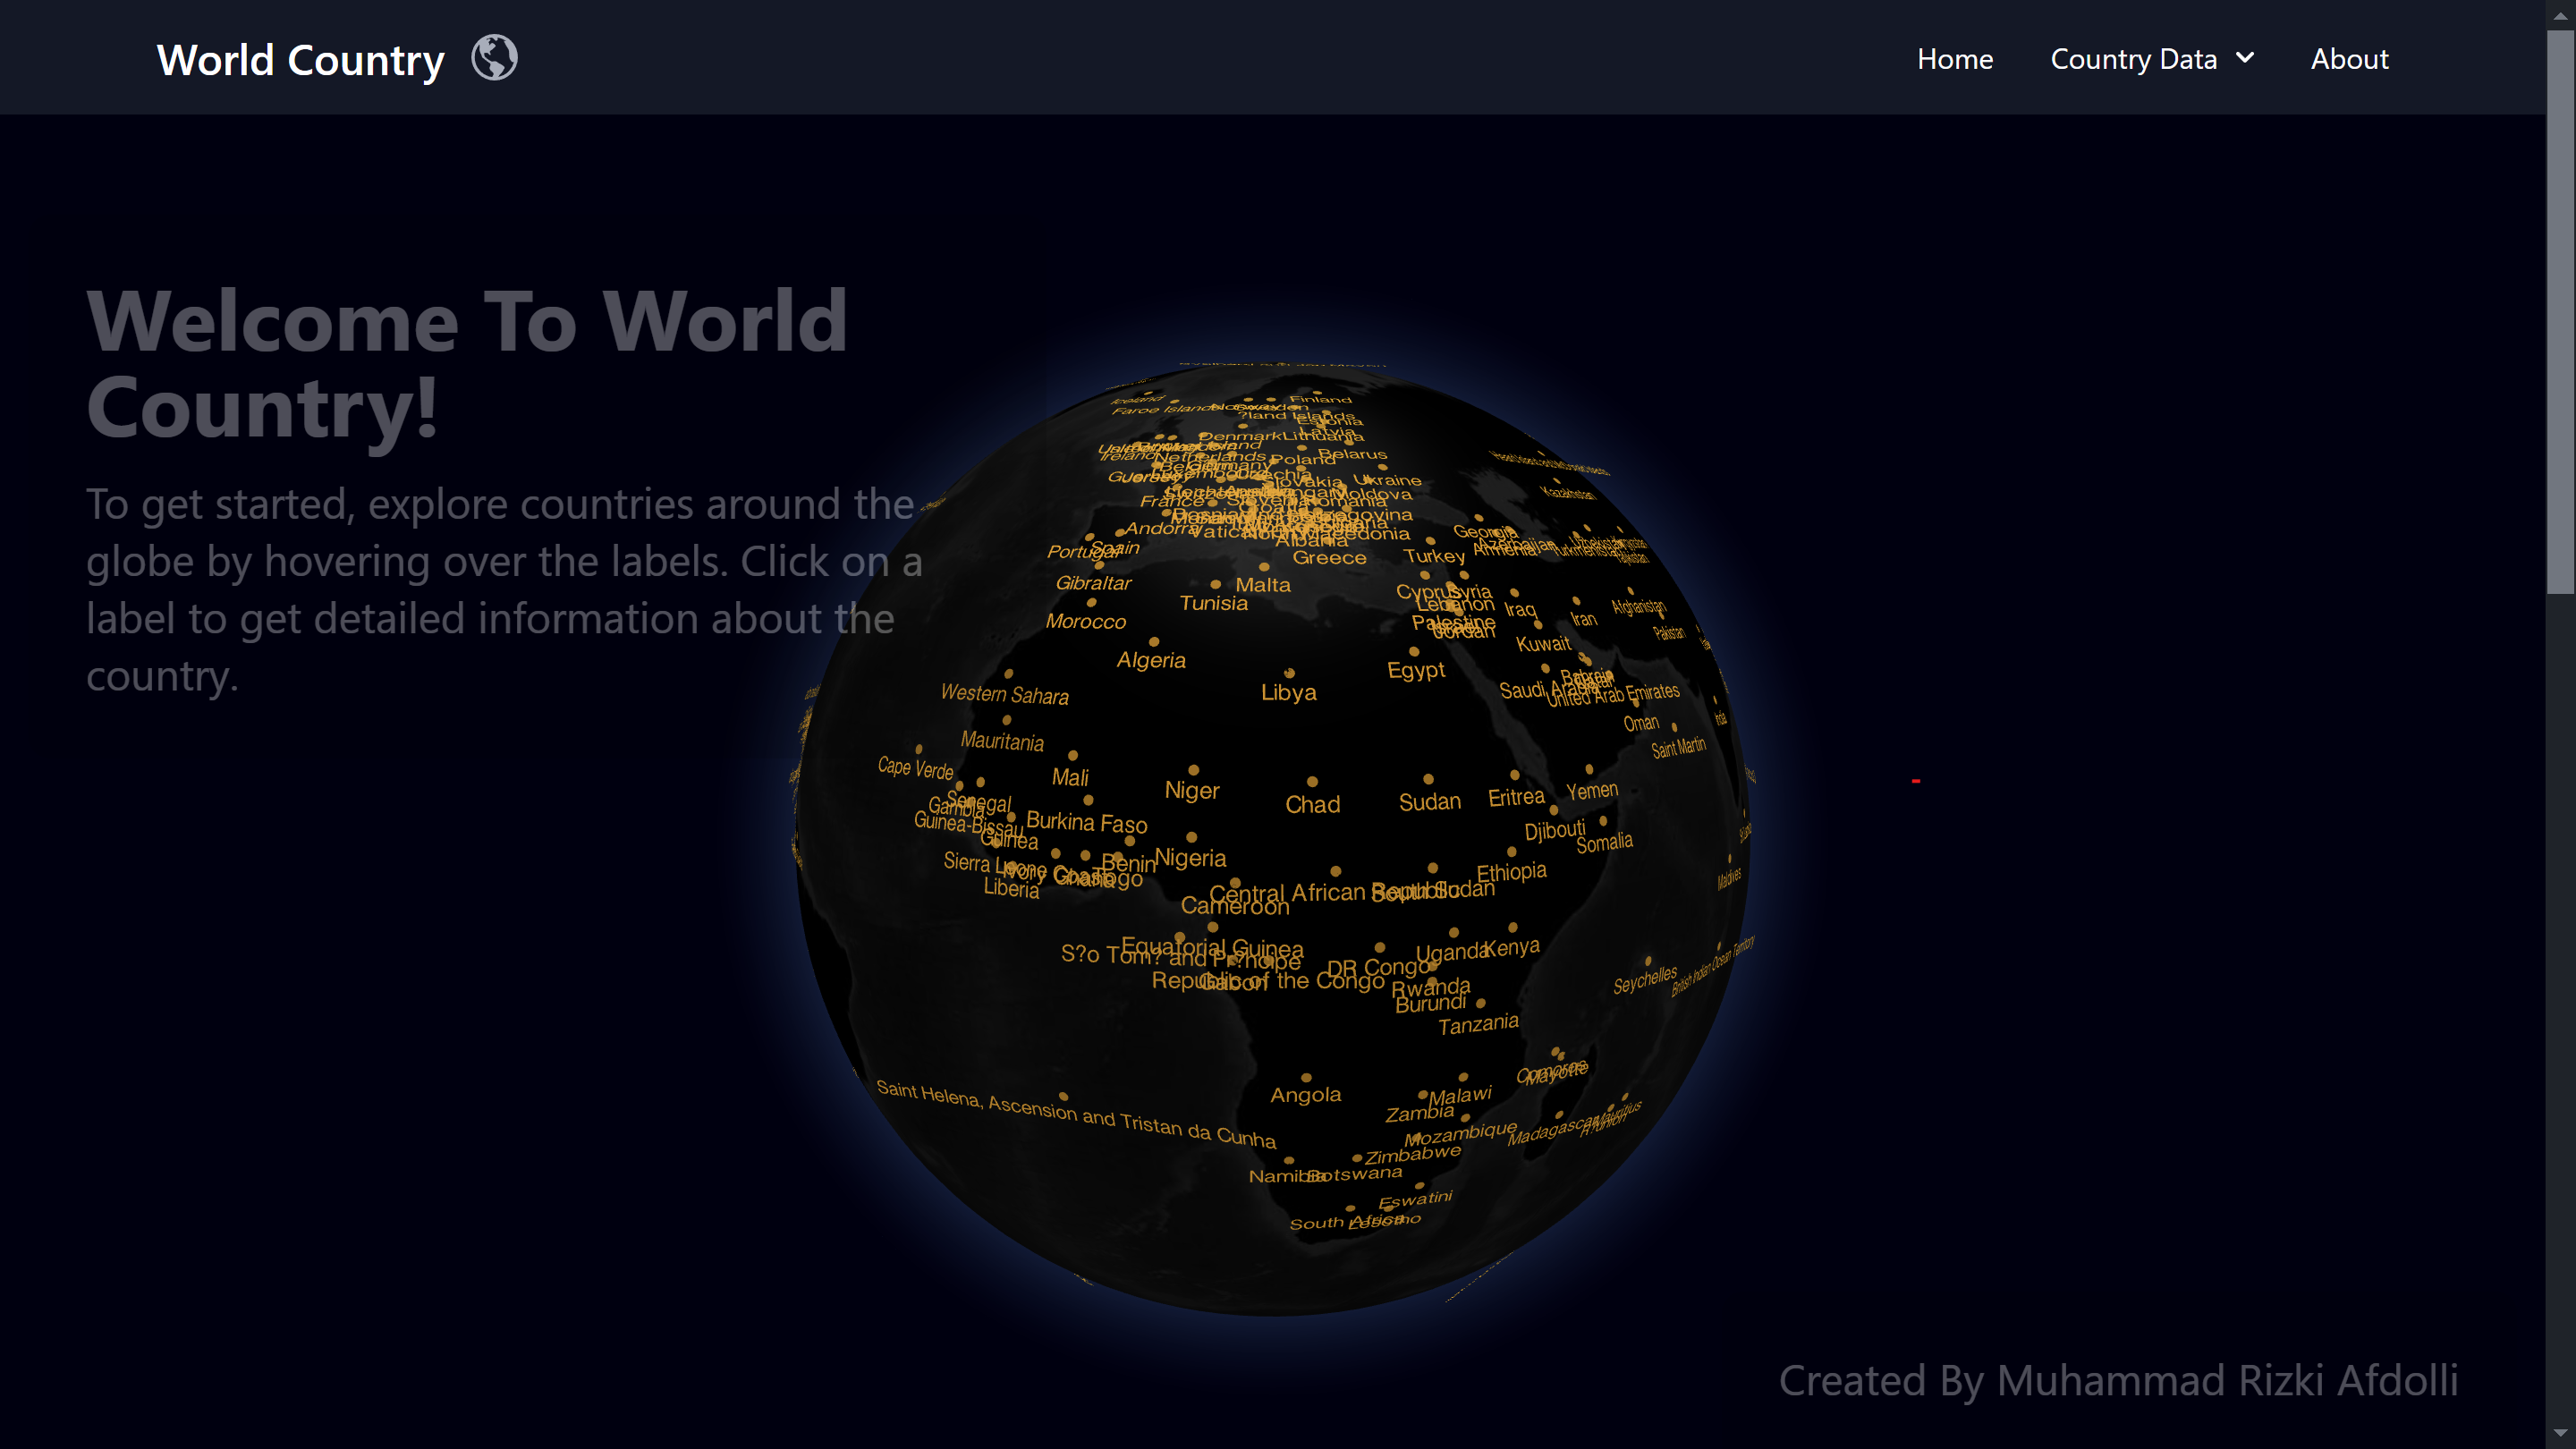 World Country
Home
Country Data
About
Welcome To World
Country!
To get started, explore countries around the
globe by hovering over the labels. Click on a
label to get detailed information about the
country.
Iceland
Faroe Islands
Finland
?land Islands
Estonia
Latvia
Denmark
Lithuania
Ireland
Netherlands
Poland
Belarus
Germany
Slovakia
Ukraine
France
Moldova
Romania
Andorra
Albania
Portugal
Spain
Greece
Turkey
Georgia
Armenia
Azerbaijan
Kazakhstan
Gibraltar
Malta
Tunisia
Cyprus
Syria
Lebanon
Iraq
Iran
Afghanistan
Morocco
Palestine
Jordan
Kuwait
Pakistan
Algeria
Egypt
Libya
Western Sahara
Saudi Arabia
Bahrain
United Arab Emirates
India
Oman
Mauritania
Saint Martin
Cape Verde
Mali
Niger
Chad
Sudan
Eritrea
Yemen
Senegal
Gambia
Guinea-Bissau
Burkina Faso
Djibouti
Guinea
Benin
Nigeria
Somalia
Sierra Leone
Ivory Coast
Ghana
Togo
Liberia
Ethiopia
Maldives
Central African Republic
South Sudan
Cameroon
Equatorial Guinea
S?o Tom? and Pr?ncipe
Uganda
Kenya
DR Congo
Republic of the Congo
Gabon
Rwanda
Burundi
Seychelles
British Indian Ocean Territory
Tanzania
Comoros
Mayotte
Angola
Malawi
Zambia
Saint Helena, Ascension and Tristan da Cunha
Mozambique
Madagascar
Mauritius
R?union
Zimbabwe
Namibia
Botswana
Eswatini
South Africa
Lesotho
Created By Muhammad Rizki Afdolli